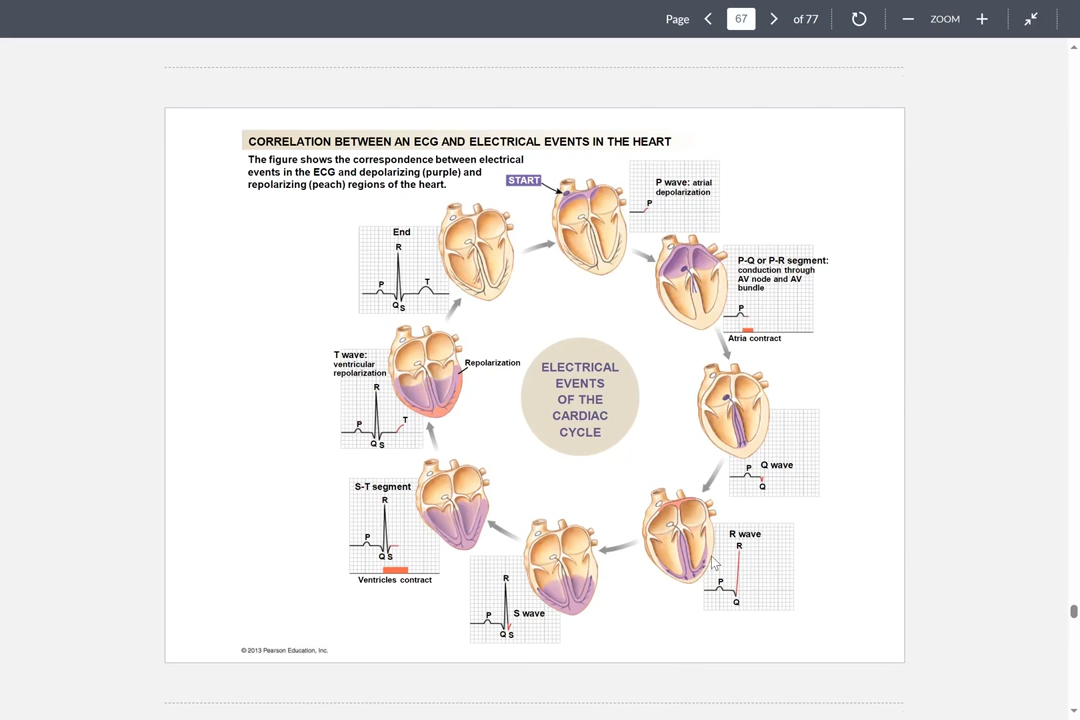 Page 67 of 77 ZOOM
CORRELATION BETWEEN AN ECG AND ELECTRICAL EVENTS IN THE HEART
The figure shows the correspondence between electrical
events in the ECG and depolarizing (purple) and
repolarizing (peach) regions of the heart.
START
P wave: atrial
depolarization
P
P-Q or P-R segment:
conduction through
AV node and AV
bundle
P
Atria contract
Q wave
P
Q
R wave
R
P
Q
S wave
R
P
Q S
S-T segment
R
P
Q S
Ventricles contract
T wave:
ventricular
repolarization
R
T
P
Q S
Repolarization
End
R
P
T
Q S
ELECTRICAL
EVENTS
OF THE
CARDIAC
CYCLE
© 2013 Pearson Education, Inc.